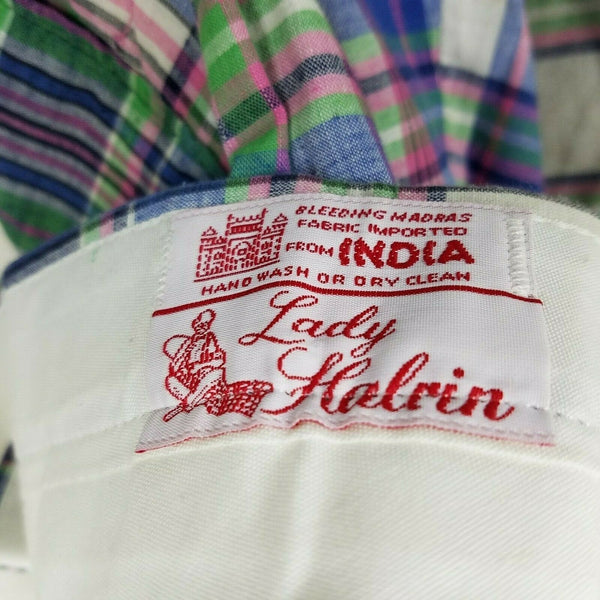 BLEEDING MADRAS
FABRIC IMPORTED
FROM INDIA
HAND WASH OR DRY CLEAN
Lady
Halrin